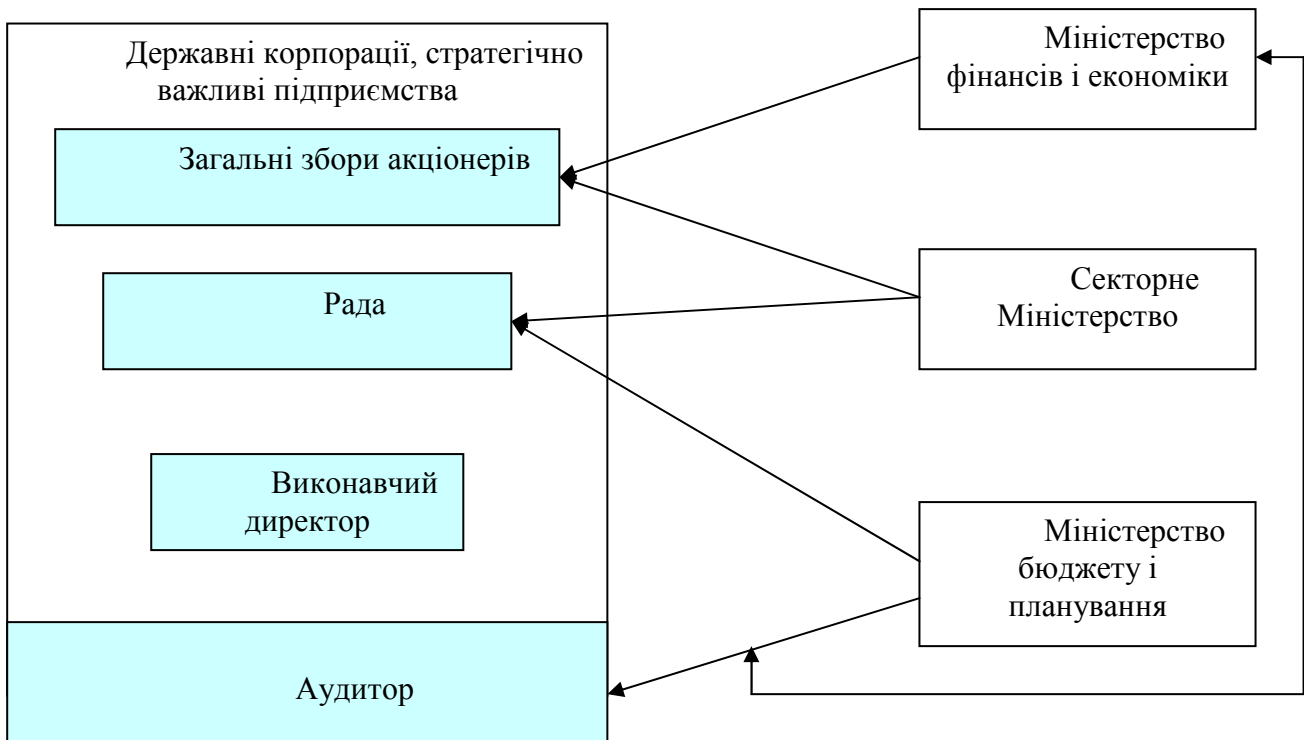 Державні корпорації, стратегічно
важливі підприємства
Загальні збори акціонерів
Рада
Виконавчий
директор
Аудитор
Міністерство
фінансів і економіки
Секторне
Міністерство
Міністерство
бюджету і
планування